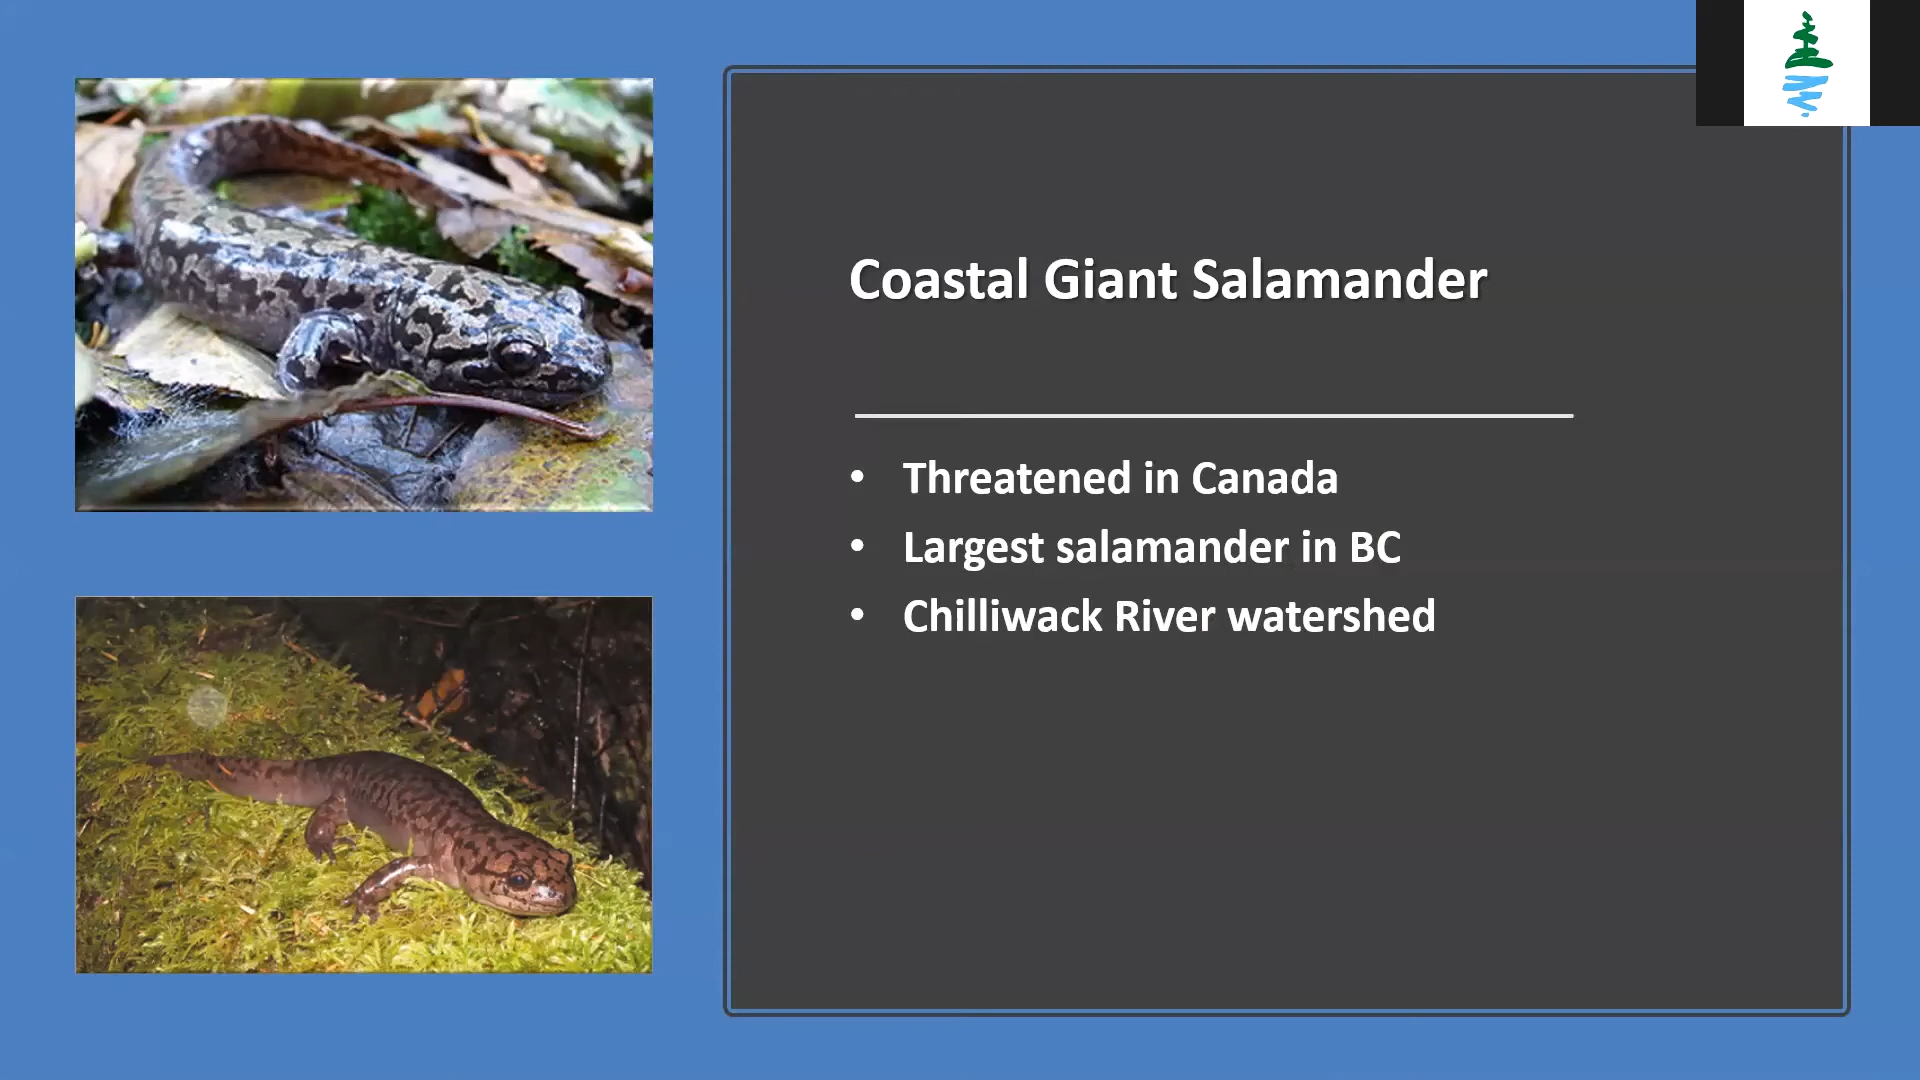 Coastal Giant Salamander
• Threatened in Canada
• Largest salamander in BC
• Chilliwack River watershed